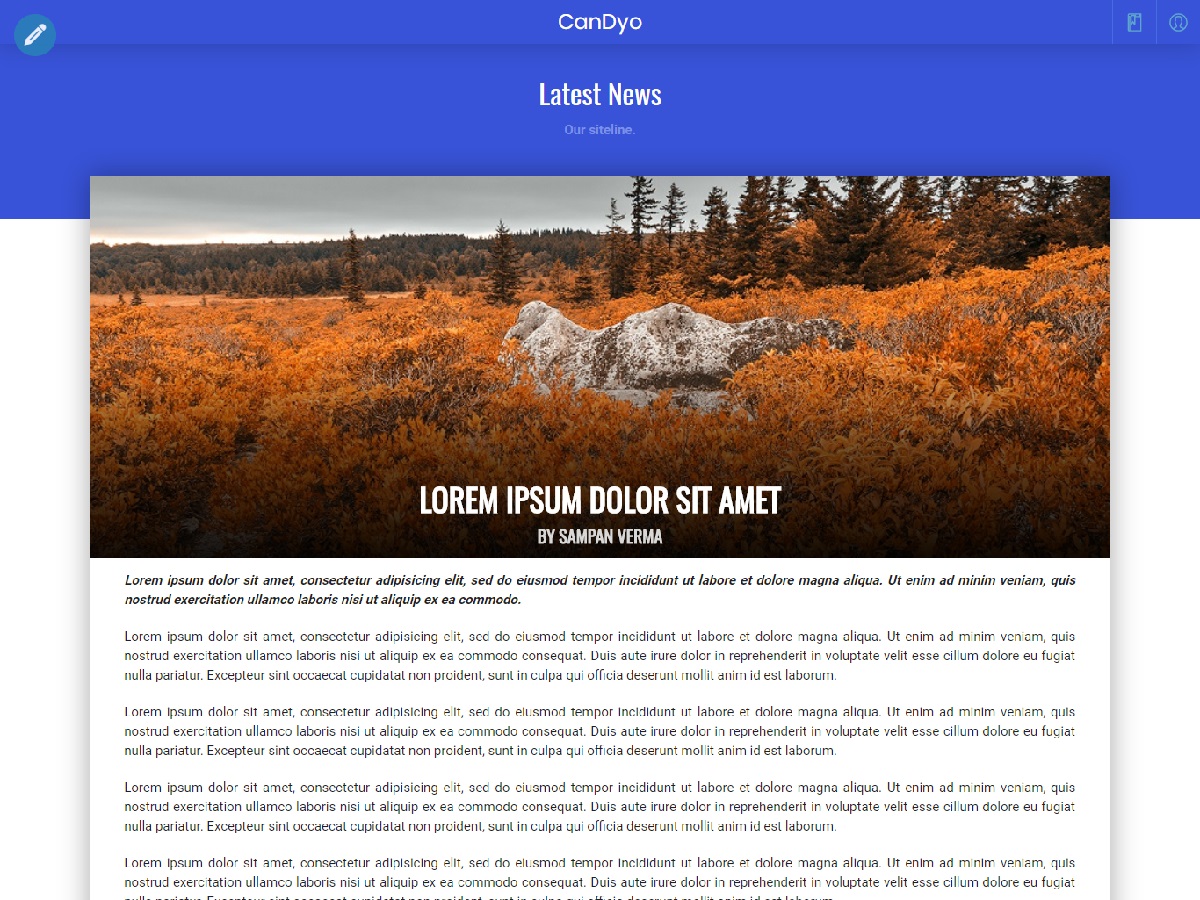 CanDyo
Latest News
Our siteline.
LOREM IPSUM DOLOR SIT AMET
BY SAMPAN VERMA
Lorem ipsum dolor sit amet, consectetur adipisicing elit, sed do eiusmod tempor incididunt ut labore et dolore magna aliqua. Ut enim ad minim veniam, quis
nostrud exercitation ullamco laboris nisi ut aliquip ex ea commodo.
Lorem ipsum dolor sit amet, consectetur adipisicing elit, sed do eiusmod tempor incididunt ut labore et dolore magna aliqua. Ut enim ad minim veniam, quis
nostrud exercitation ullamco laboris nisi ut aliquip ex ea commodo consequat. Duis aute irure dolor in reprehenderit in voluptate velit esse cillum dolore eu fugiat
nulla pariatur. Excepteur sint occaecat cupidatat non proident, sunt in culpa qui officia deserunt mollit anim id est laborum.
Lorem ipsum dolor sit amet, consectetur adipisicing elit, sed do eiusmod tempor incididunt ut labore et dolore magna aliqua. Ut enim ad minim veniam, quis
nostrud exercitation ullamco laboris nisi ut aliquip ex ea commodo consequat. Duis aute irure dolor in reprehenderit in voluptate velit esse cillum dolore eu fugiat
nulla pariatur. Excepteur sint occaecat cupidatat non proident, sunt in culpa qui officia deserunt mollit anim id est laborum.
Lorem ipsum dolor sit amet, consectetur adipisicing elit, sed do eiusmod tempor incididunt ut labore et dolore magna aliqua. Ut enim ad minim veniam, quis
nostrud exercitation ullamco laboris nisi ut aliquip ex ea commodo consequat. Duis aute irure dolor in reprehenderit in voluptate velit esse cillum dolore eu fugiat
nulla pariatur. Excepteur sint occaecat cupidatat non proident, sunt in culpa qui officia deserunt mollit anim id est laborum.
Lorem ipsum dolor sit amet, consectetur adipisicing elit, sed do eiusmod tempor incididunt ut labore et dolore magna aliqua. Ut enim ad minim veniam, quis
nostrud exercitation ullamco laboris nisi ut aliquip ex ea commodo consequat. Duis aute irure dolor in reprehenderit in voluptate velit esse cillum dolore eu fugiat